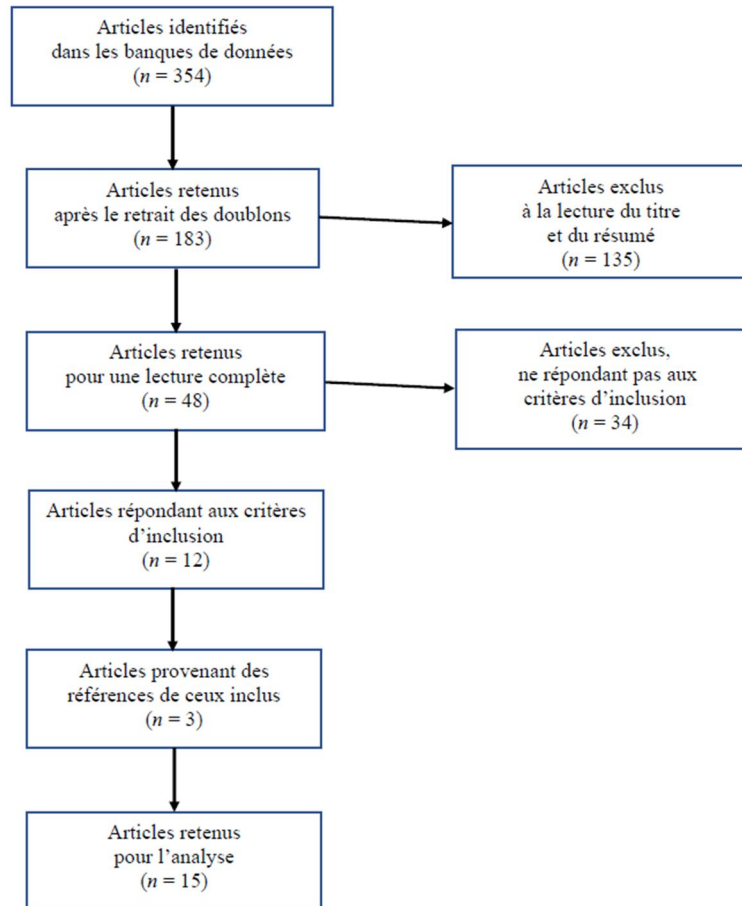 Articles identifiés
dans les banques de données
(n = 354)
Articles retenus
après le retrait des doublons
(n = 183)
Articles exclus
à la lecture du titre
et du résumé
(n = 135)
Articles retenus
pour une lecture complète
(n = 48)
Articles exclus,
ne répondant pas aux
critères d’inclusion
(n = 34)
Articles répondant aux critères
d’inclusion
(n = 12)
Articles provenant des
références de ceux inclus
(n = 3)
Articles retenus
pour l’analyse
(n = 15)